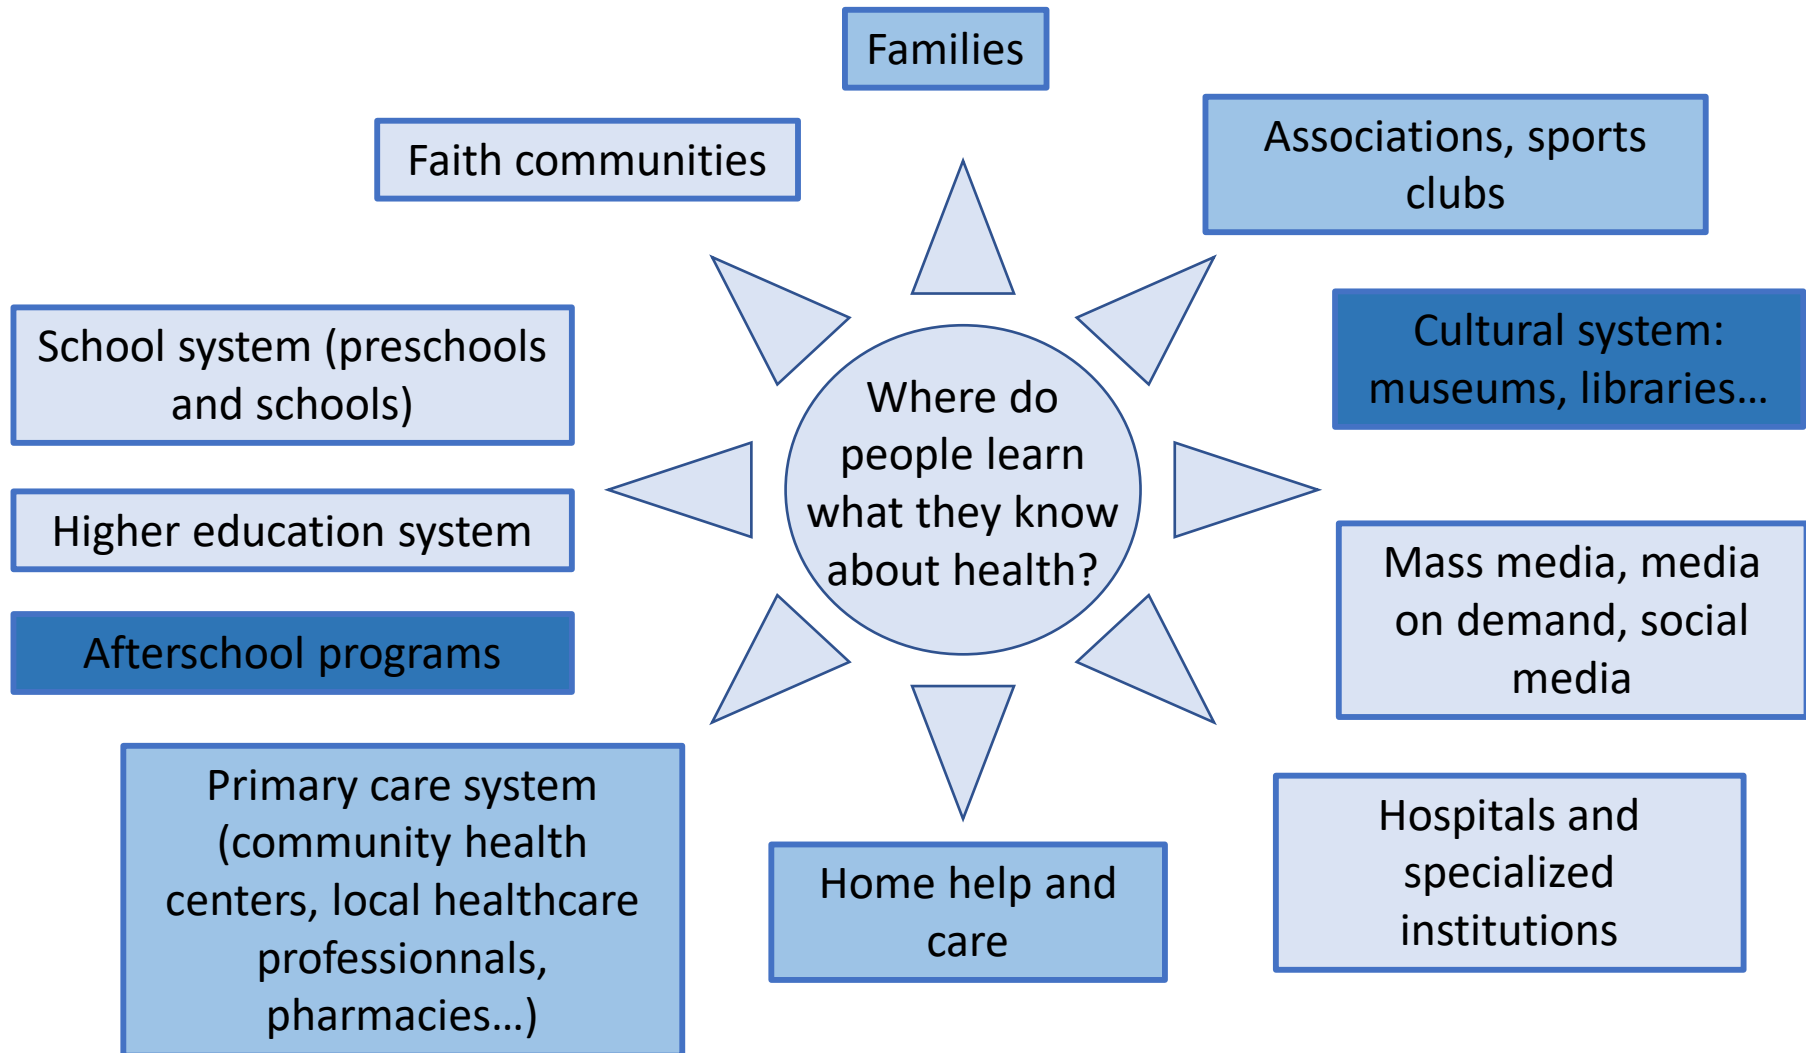 Families
Faith communities
Associations, sports
clubs
School system (preschools
and schools)
Cultural system:
museums, libraries…
Where do
people learn
what they know
about health?
Higher education system
Mass media, media
on demand, social
media
Afterschool programs
Primary care system
(community health
centers, local healthcare
professionnals,
pharmacies…)
Home help and
care
Hospitals and
specialized
institutions